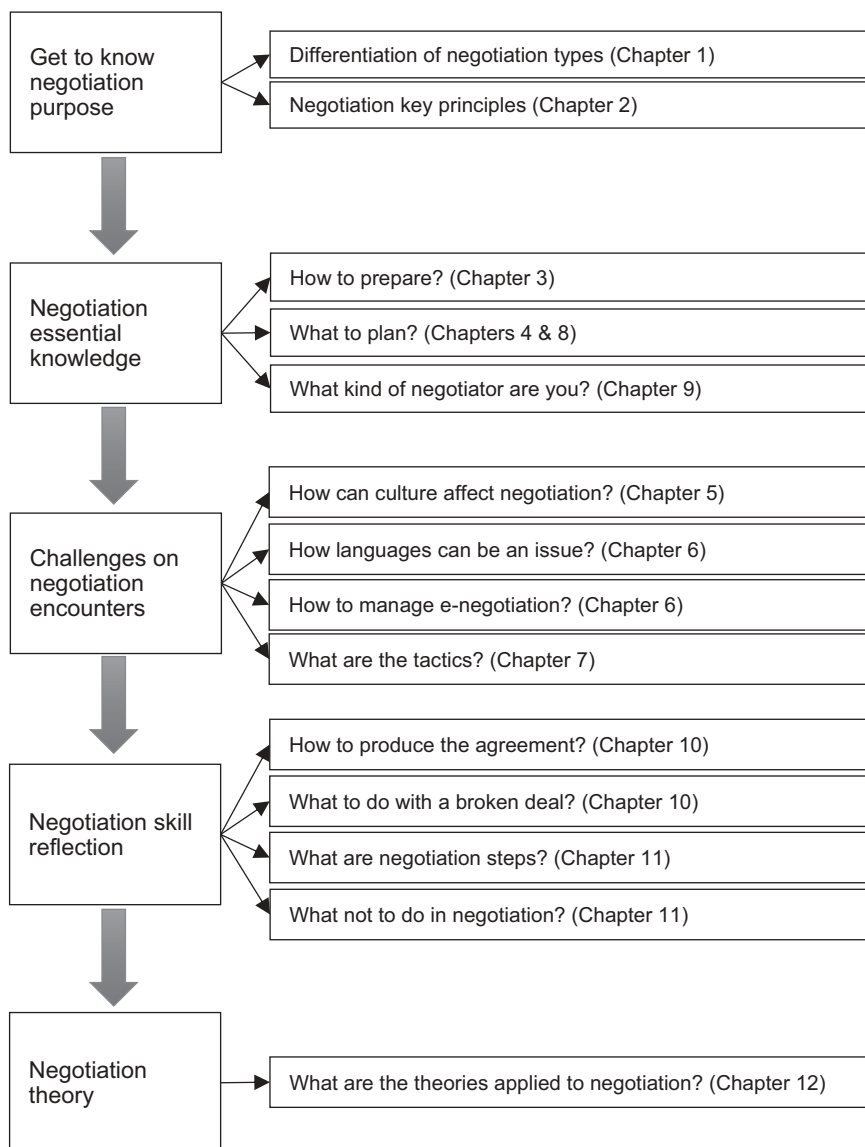 Get to know
negotiation
purpose
Differentiation of negotiation types (Chapter 1)
Negotiation key principles (Chapter 2)
Negotiation
essential
knowledge
How to prepare? (Chapter 3)
What to plan? (Chapters 4 & 8)
What kind of negotiator are you? (Chapter 9)
Challenges on
negotiation
encounters
How can culture affect negotiation? (Chapter 5)
How languages can be an issue? (Chapter 6)
How to manage e-negotiation? (Chapter 6)
What are the tactics? (Chapter 7)
Negotiation skill
reflection
How to produce the agreement? (Chapter 10)
What to do with a broken deal? (Chapter 10)
What are negotiation steps? (Chapter 11)
What not to do in negotiation? (Chapter 11)
Negotiation
theory
What are the theories applied to negotiation? (Chapter 12)